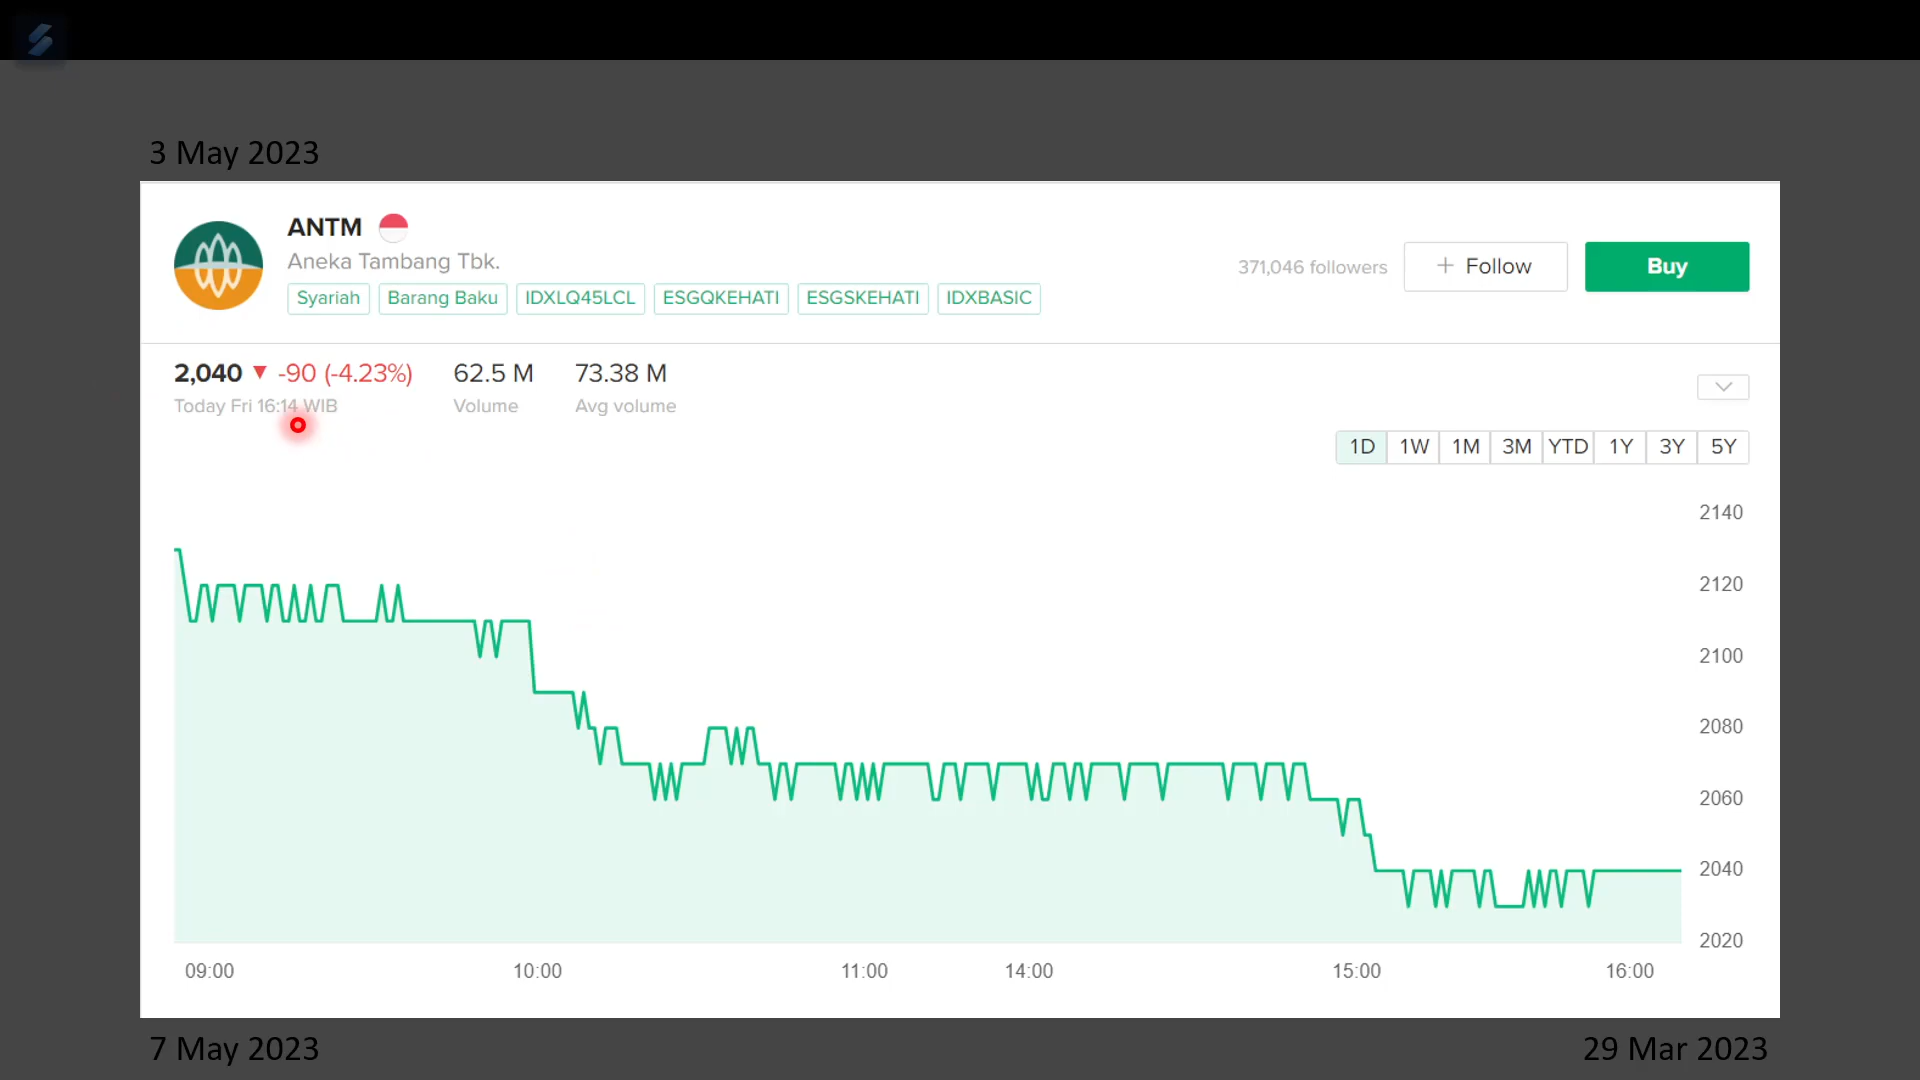 3 May 2023
ANTM
Aneka Tambang Tbk.
Syariah Barang Baku IDXLQ45LCL ESGQKEHATI ESGSKEHATI IDXBASIC
371,046 followers + Follow Buy
2,040 ▼ -90 (-4.23%) 62.5 M 73.38 M
Today Fri 16:14 WIB Volume Avg volume
1D 1W 1M 3M YTD 1Y 3Y 5Y
2140
2120
2100
2080
2060
2040
2020
09:00 10:00 11:00 14:00 15:00 16:00
7 May 2023 29 Mar 2023